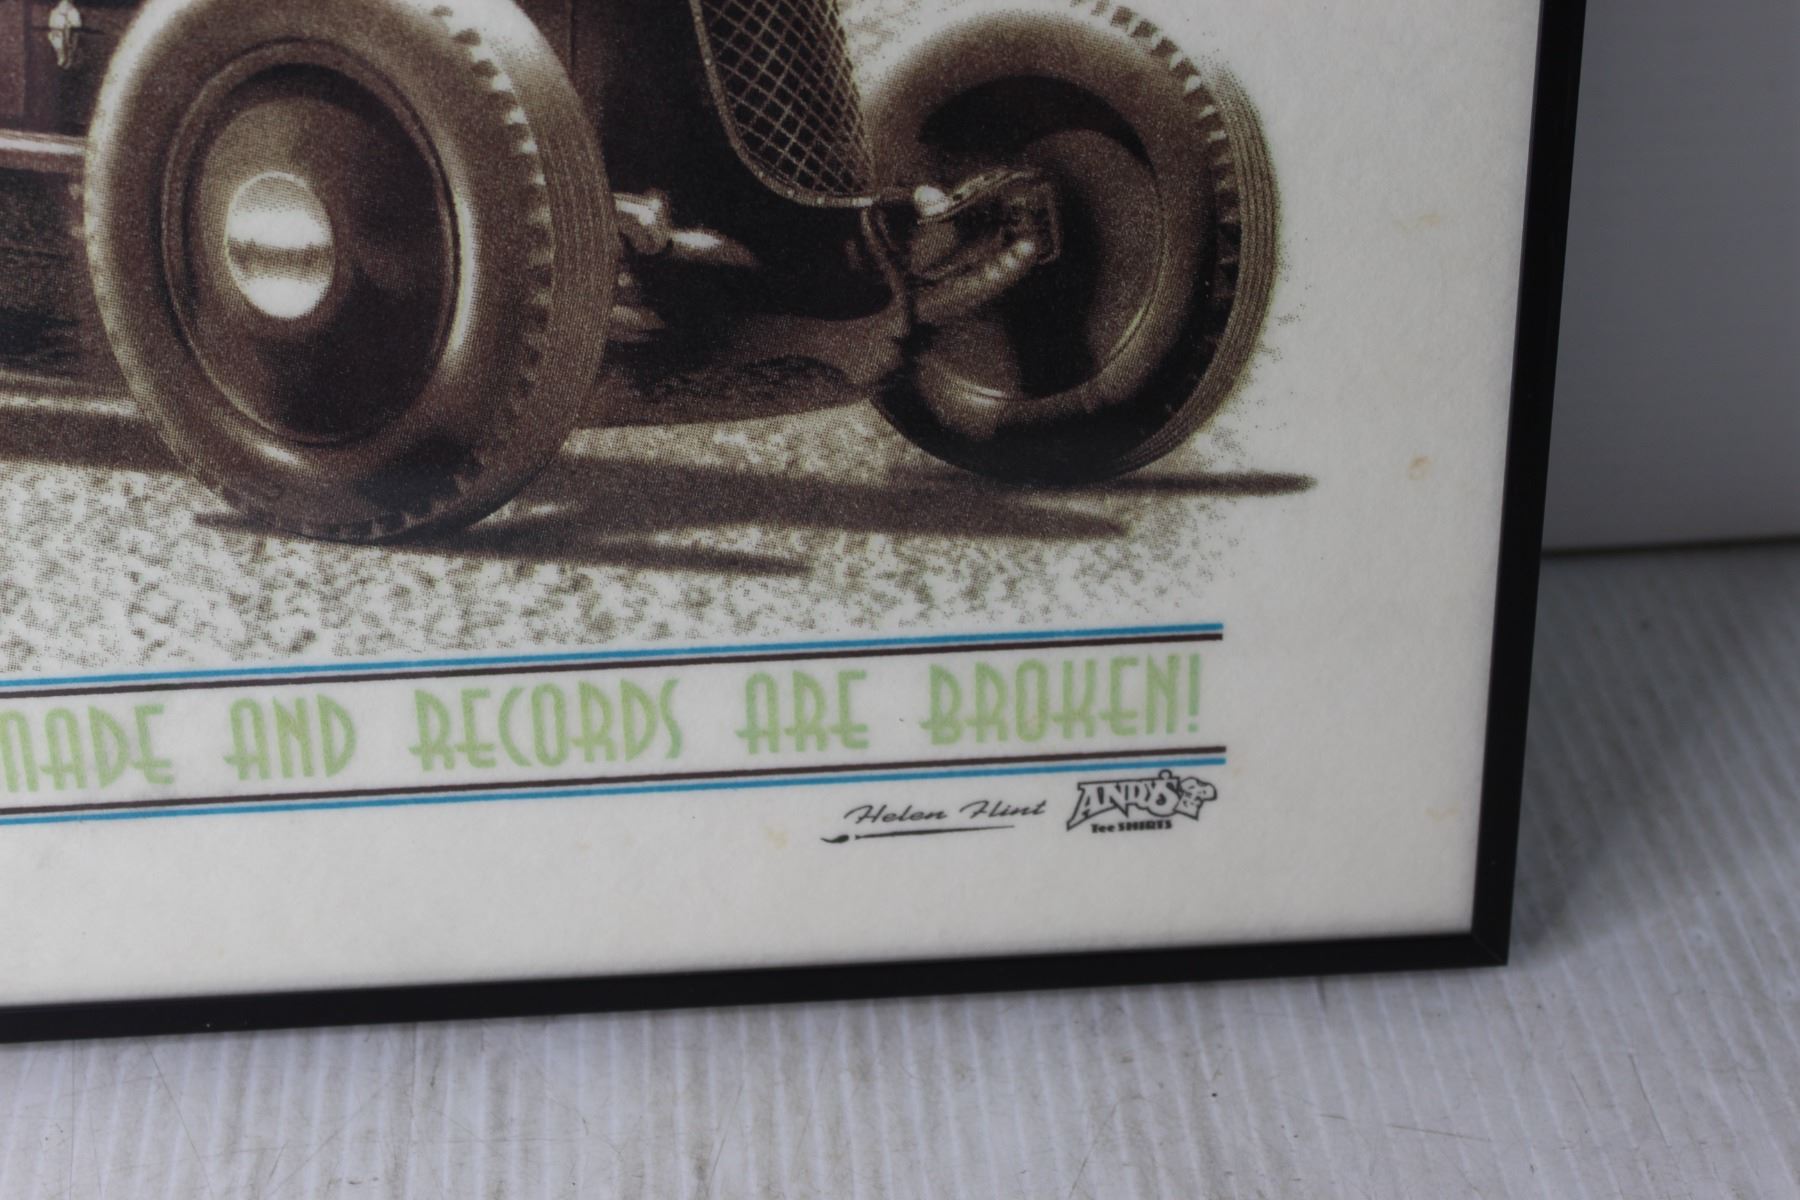 MADE AND RECORDS ARE BROKEN!
Helen Flint
ANDY'S
Tee SHIRTS